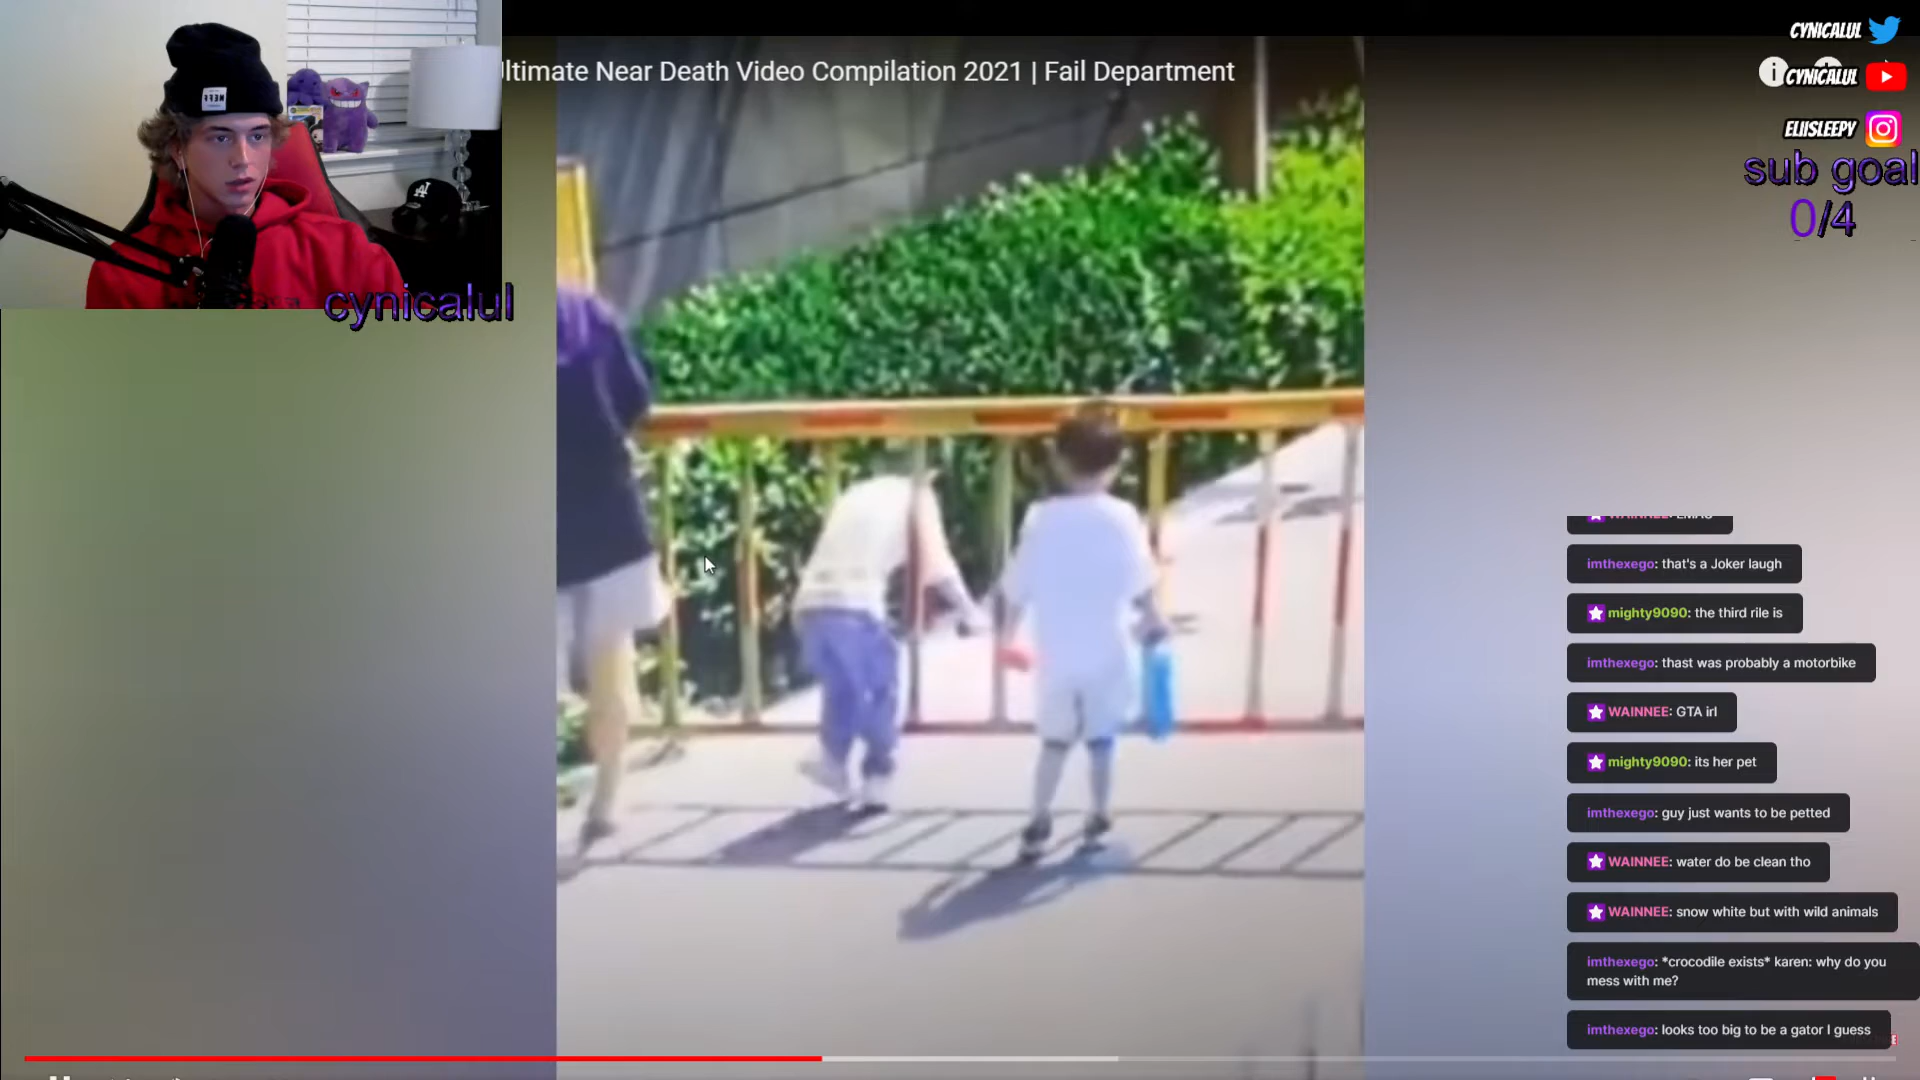 ltimate Near Death Video Compilation 2021 | Fail Department
CYNICALUL
CYNICALUL
ELIISLEEPY
sub goal
0/4
NEFF
LA
cynicalul
imthexego: that's a Joker laugh
mighty9090: the third rile is
imthexego: thast was probably a motorbike
WAINNEE: GTA irl
mighty9090: its her pet
imthexego: guy just wants to be petted
WAINNEE: water do be clean tho
WAINNEE: snow white but with wild animals
imthexego: *crocodile exists* karen: why do you
mess with me?
imthexego: looks too big to be a gator I guess